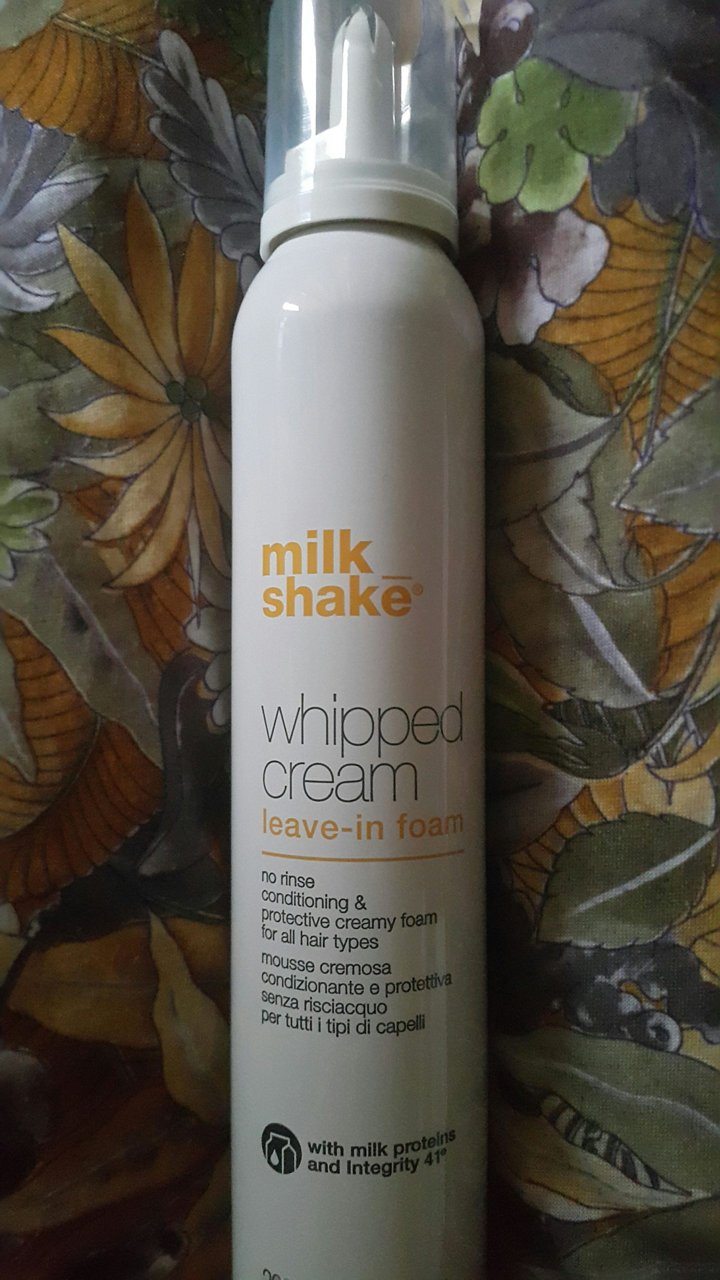 milk_
shake®
whipped
cream
leave-in foam
no rinse
conditioning &
protective creamy foam
for all hair types
mousse cremosa
condizionante e protettiva
senza risciacquo
per tutti i tipi di capelli
with milk proteins
and Integrity 41®